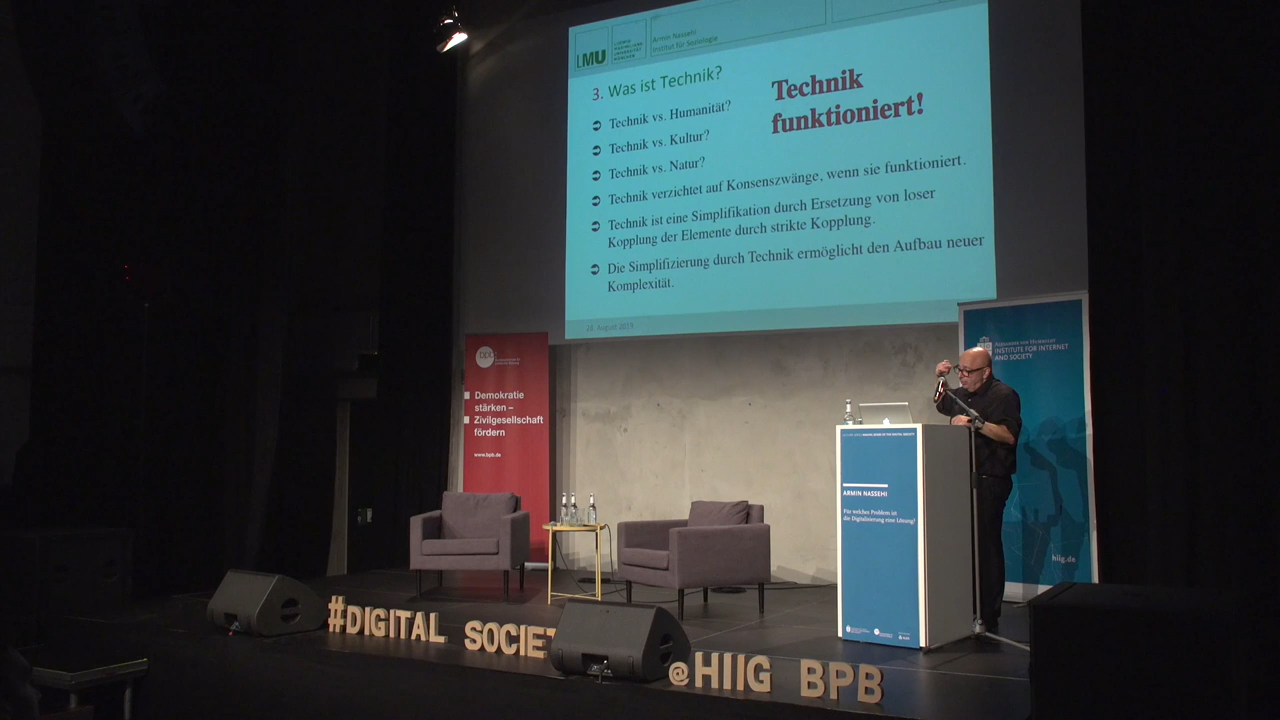 LMU
LUDWIG
MAXIMILIANS
UNIVERSITÄT
MÜNCHEN
Armin Nassehi
Institut für Soziologie
3. Was ist Technik?
Technik
funktioniert!
Technik vs. Humanität?
Technik vs. Kultur?
Technik vs. Natur?
Technik verzichtet auf Konsenszwänge, wenn sie funktioniert.
Technik ist eine Simplifikation durch Ersetzung von loser
Kopplung der Elemente durch strikte Kopplung.
Die Simplifizierung durch Technik ermöglicht den Aufbau neuer
Komplexität.
28. August 2019
bpb
Demokratie
stärken –
Zivilgesellschaft
fördern
www.bpb.de
INSTITUTE FOR INTERNET
AND SOCIETY
hiig.de
ARMIN NASSEHI
Für welches Problem ist
die Digitalisierung eine Lösung?
#DIGITAL SOCIET
@HIIG BPB